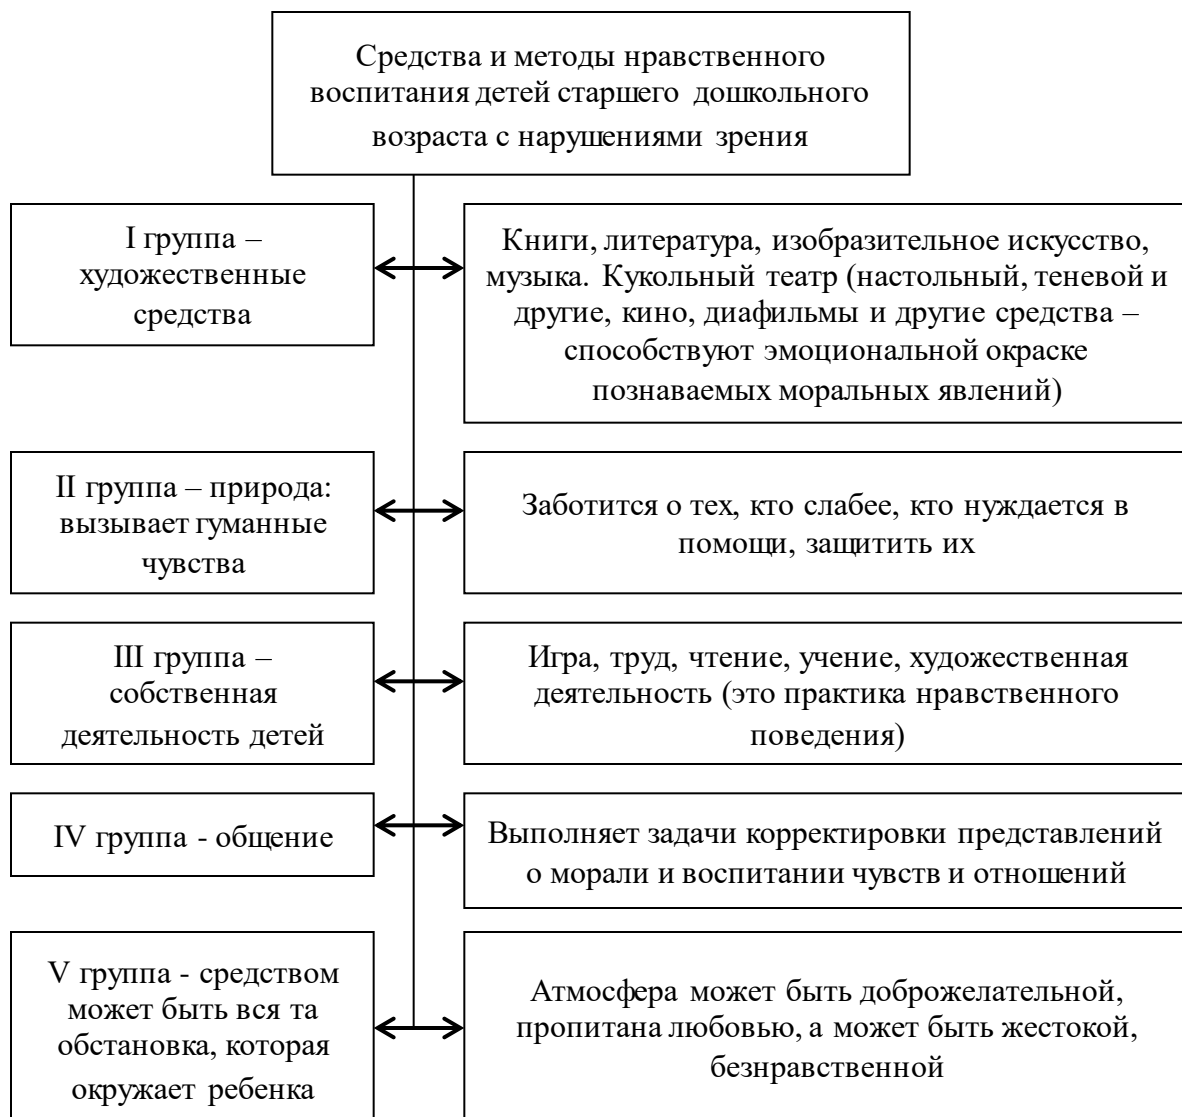 Средства и методы нравственного
воспитания детей старшего дошкольного
возраста с нарушениями зрения
I группа –
художественные
средства
Книги, литература, изобразительное искусство,
музыка. Кукольный театр (настольный, теневой и
другие, кино, диафильмы и другие средства –
способствуют эмоциональной окраске
познаваемых моральных явлений)
II группа – природа:
вызывает гуманные
чувства
Заботится о тех, кто слабее, кто нуждается в
помощи, защитить их
III группа –
собственная
деятельность детей
Игра, труд, чтение, учение, художественная
деятельность (это практика нравственного
поведения)
IV группа - общение
Выполняет задачи корректировки представлений
о морали и воспитании чувств и отношений
V группа - средством
может быть вся та
обстановка, которая
окружает ребенка
Атмосфера может быть доброжелательной,
пропитана любовью, а может быть жестокой,
безнравственной